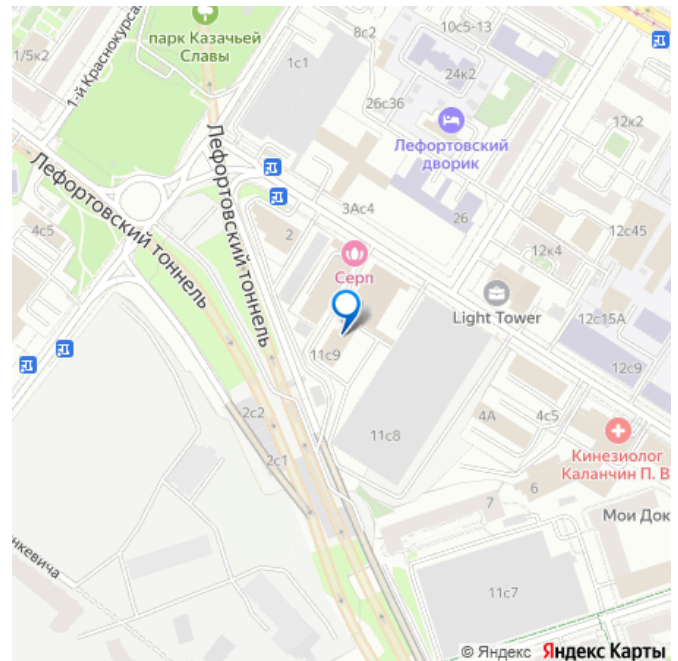 парк Казачьей
Славы
8с2
10с5-13
1/5к2
1-й Краснокурса
1с1
24к2
26с36
12к2
Лефортовский
дворик
Лефортовский тоннель
Лефортовский тоннель
4с5
3Ас4
26
2
12с45
12к4
Серп
Light Tower
12с15А
11с9
12с9
2с2
4А
4с5
11с8
2с1
Кинезиолог
Каланчин П. В
7
6
Мои Док
нкевича
11с7
© Яндекс Яндекс Карты